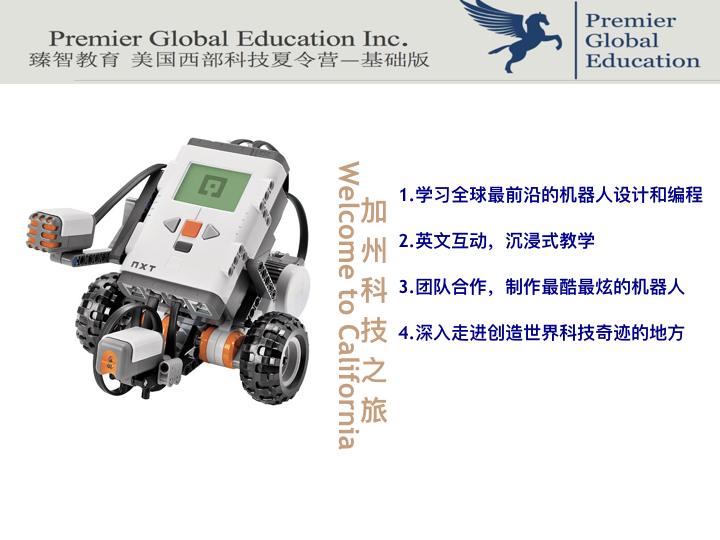 Premier Global Education Inc.
臻智教育 美国西部科技夏令营—基础版
Premier
Global
Education
NXT
Welcome to California
加州科技之旅
1.学习全球最前沿的机器人设计和编程
2.英文互动，沉浸式教学
3.团队合作，制作最酷最炫的机器人
4.深入走进创造世界科技奇迹的地方